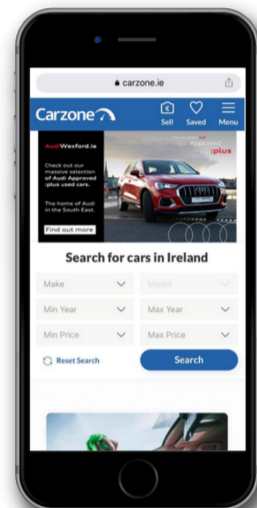 carzone.ie
Carzone
Sell
Saved
Menu
AudiWexford.ie
Approved
:plus
Check out our
massive selection
of Audi Approved
:plus used cars.
The home of Audi
in the South East.
Find out more
Search for cars in Ireland
Make
Model
Min Year
Max Year
Min Price
Max Price
Reset Search
Search